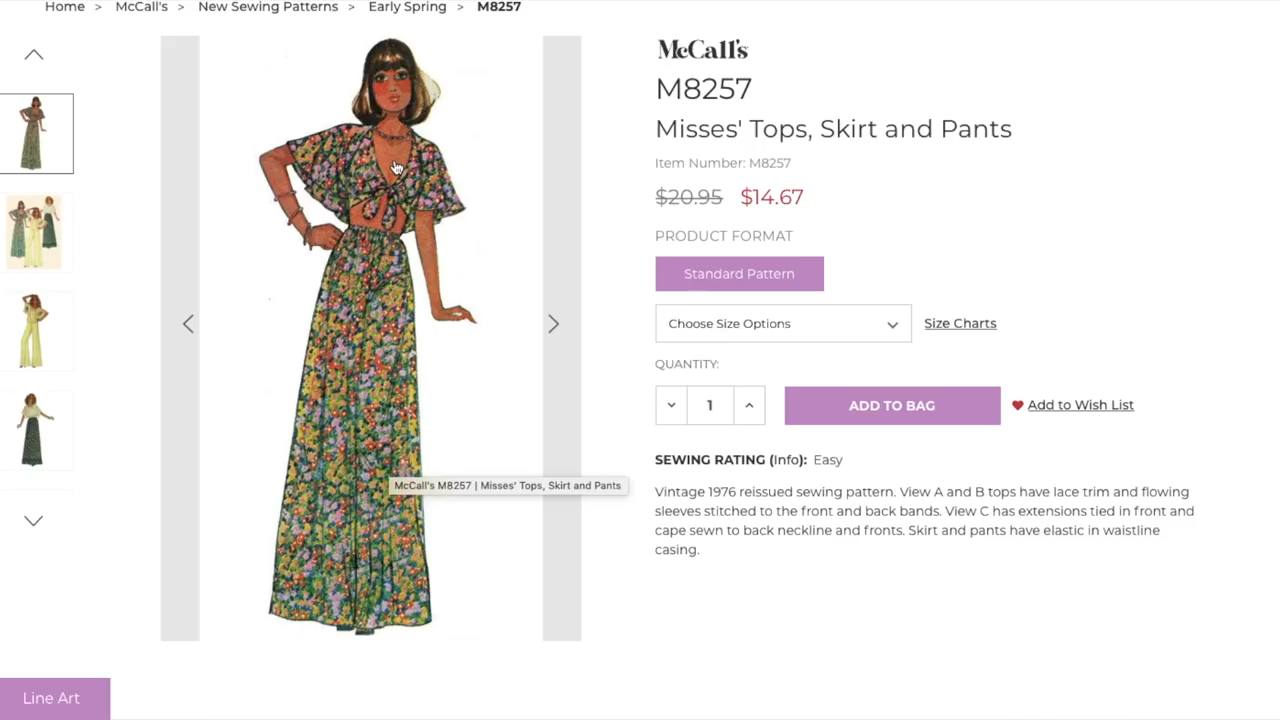 Home > McCall's > New Sewing Patterns > Early Spring > M8257
McCall's
M8257
Misses' Tops, Skirt and Pants
Item Number: M8257
$20.95 $14.67
PRODUCT FORMAT
Standard Pattern
Choose Size Options
Size Charts
QUANTITY:
1
ADD TO BAG
Add to Wish List
SEWING RATING (Info): Easy
McCall's M8257 | Misses' Tops, Skirt and Pants
Vintage 1976 reissued sewing pattern. View A and B tops have lace trim and flowing
sleeves stitched to the front and back bands. View C has extensions tied in front and
cape sewn to back neckline and fronts. Skirt and pants have elastic in waistline
casing.
Line Art